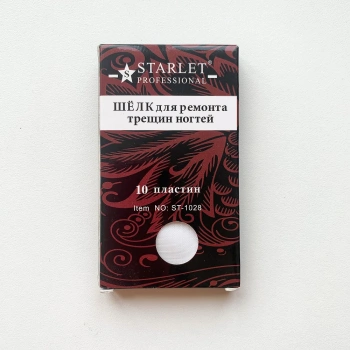 STARLET
PROFESSIONAL
ШЁЛК для ремонта
трещин ногтей
10 пластин
Item NO: ST-1028